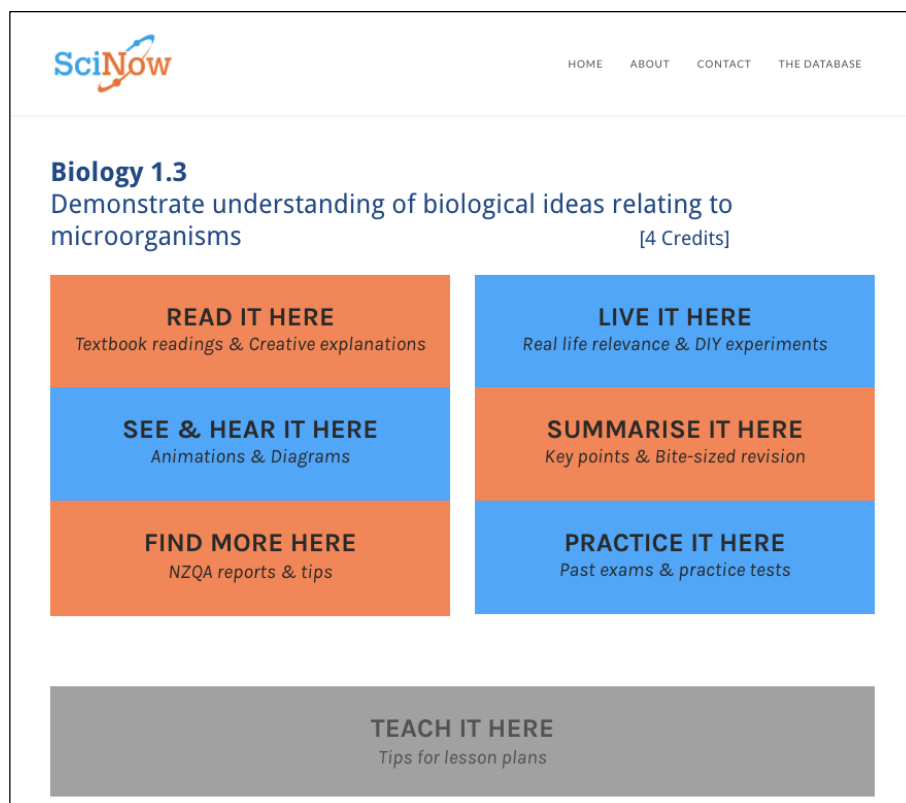 SciNow
HOME ABOUT CONTACT THE DATABASE
Biology 1.3
Demonstrate understanding of biological ideas relating to
microorganisms [4 Credits]
READ IT HERE
Textbook readings & Creative explanations
LIVE IT HERE
Real life relevance & DIY experiments
SEE & HEAR IT HERE
Animations & Diagrams
SUMMARISE IT HERE
Key points & Bite-sized revision
FIND MORE HERE
NZQA reports & tips
PRACTICE IT HERE
Past exams & practice tests
TEACH IT HERE
Tips for lesson plans